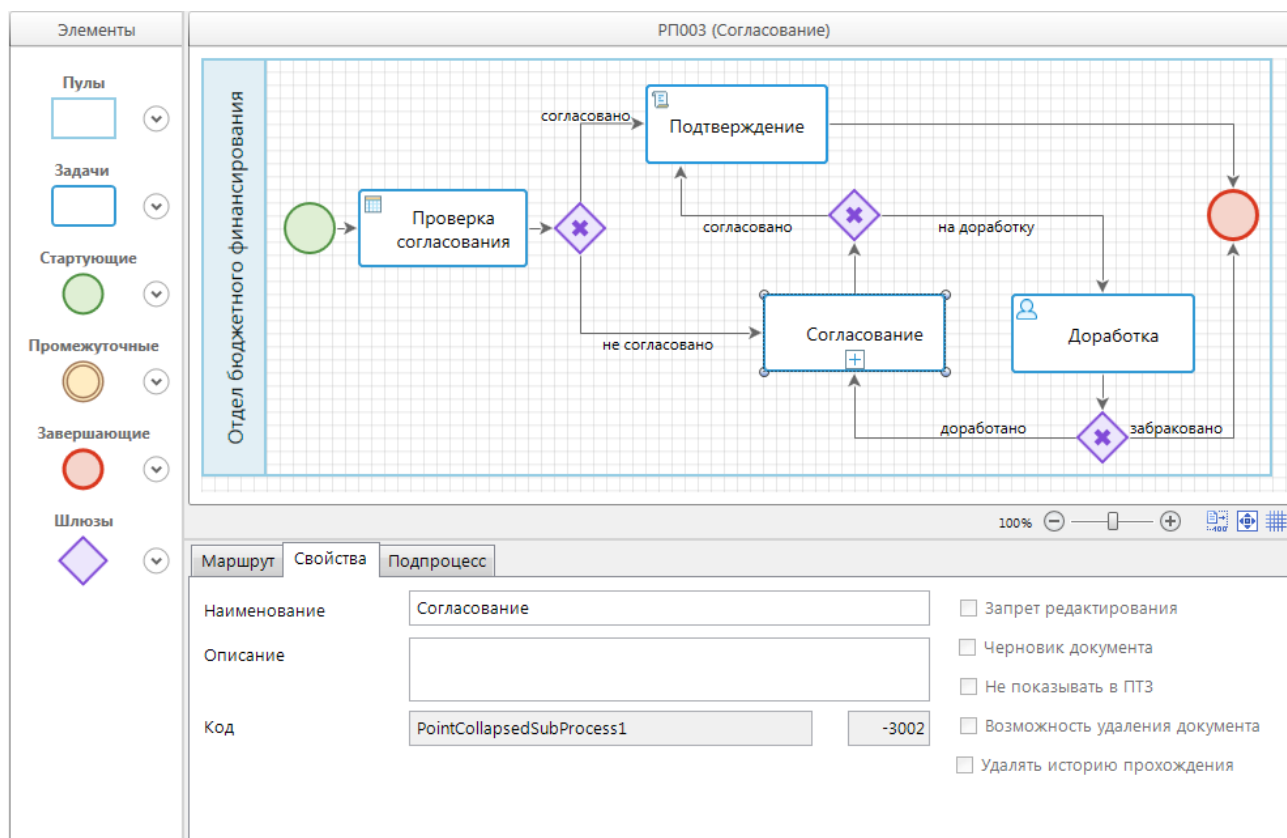 Элементы
Пулы
Задачи
Стартующие
Промежуточные
Завершающие
Шлюзы
РП003 (Согласование)
Отдел бюджетного финансирования
Проверка
согласования
согласовано
Подтверждение
не согласовано
согласовано
на доработку
Согласование
Доработка
доработано
забраковано
100%
-100
Маршрут
Свойства
Подпроцесс
Наименование
Согласование
Описание
Код
PointCollapsedSubProcess1
-3002
Запрет редактирования
Черновик документа
Не показывать в ПТЗ
Возможность удаления документа
Удалять историю прохождения